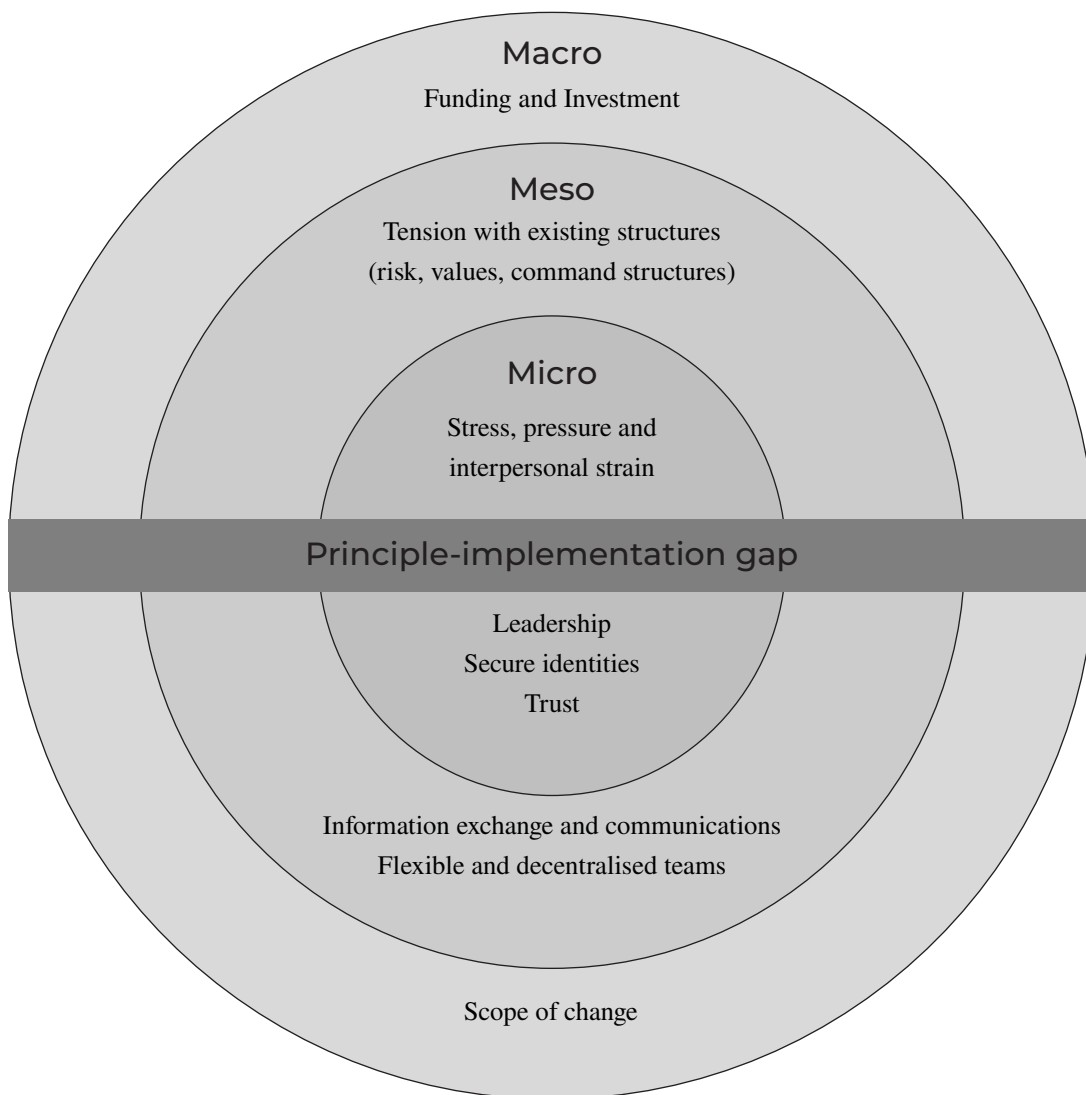 Macro
Funding and Investment
Meso
Tension with existing structures
(risk, values, command structures)
Micro
Stress, pressure and
interpersonal strain
Principle-implementation gap
Leadership
Secure identities
Trust
Information exchange and communications
Flexible and decentralised teams
Scope of change